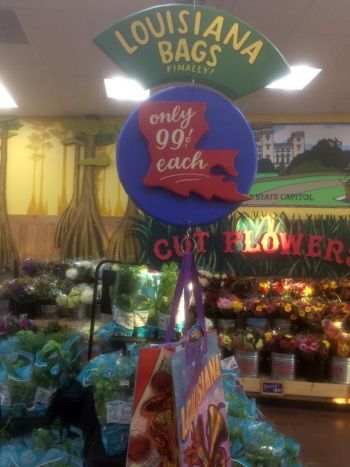 LOUISIANA
BAGS
FINALLY!
only
99¢
each
STATE CAPITOL
CUT FLOWERS
LOUISIANA